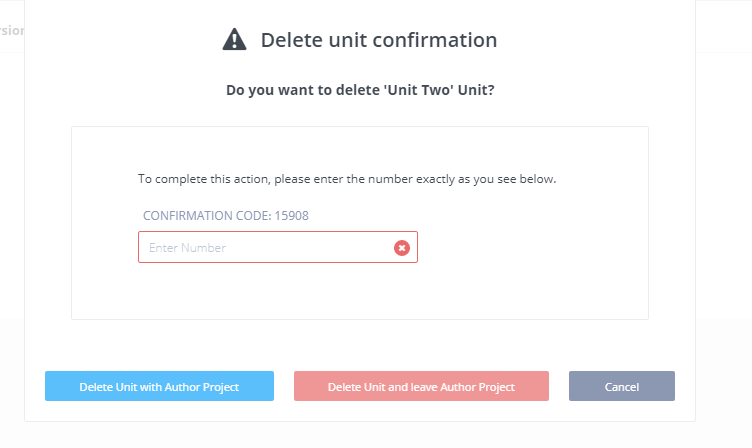 Delete unit confirmation
Do you want to delete 'Unit Two' Unit?
To complete this action, please enter the number exactly as you see below.
CONFIRMATION CODE: 15908
Enter Number
Delete Unit with Author Project
Delete Unit and leave Author Project
Cancel